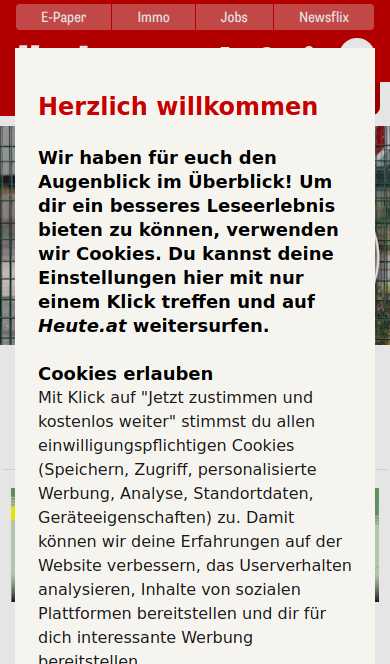 E-Paper
Immo
Jobs
Newsflix
Herzlich willkommen
Wir haben für euch den
Augenblick im Überblick! Um
dir ein besseres Leseerlebnis
bieten zu können, verwenden
wir Cookies. Du kannst deine
Einstellungen hier mit nur
einem Klick treffen und auf
Heute.at weitersurfen.
Cookies erlauben
Mit Klick auf "Jetzt zustimmen und
kostenlos weiter" stimmst du allen
einwilligungspflichtigen Cookies
(Speichern, Zugriff, personalisierte
Werbung, Analyse, Standortdaten,
Geräteeigenschaften) zu. Damit
können wir deine Erfahrungen auf der
Website verbessern, das Userverhalten
analysieren, Inhalte von sozialen
Plattformen bereitstellen und dir für
dich interessante Werbung
bereitstellen